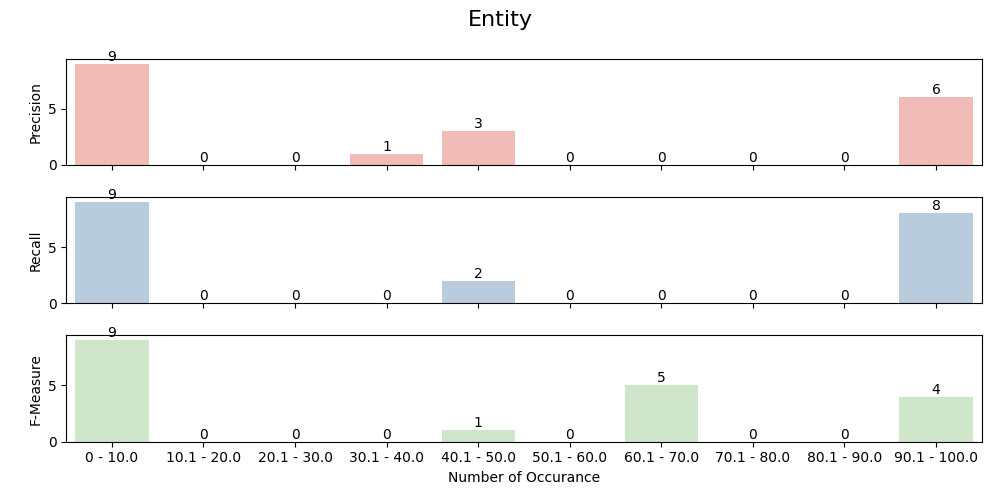 Entity
Precision
5
0
9 0 0 1 3 0 0 0 0 6
Recall
5
0
9 0 0 0 2 0 0 0 0 8
F-Measure
5
0
9 0 0 0 1 0 5 0 0 4
0 - 10.0 10.1 - 20.0 20.1 - 30.0 30.1 - 40.0 40.1 - 50.0 50.1 - 60.0 60.1 - 70.0 70.1 - 80.0 80.1 - 90.0 90.1 - 100.0
Number of Occurance